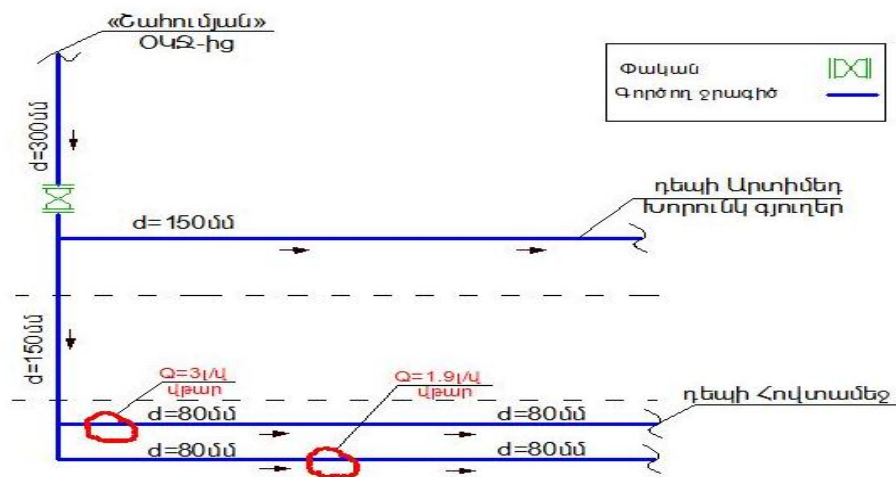 «Շահումյան»
ՕԿՋ-ից
Փական
Գործող ջրագիծ
d=300մմ
դեպի Արտիմեդ
Խորունկ գյուղեր
d=150մմ
d=150մմ
Q=3լ/վ
վթար
Q=1.9լ/վ
վթար
դեպի Հովտամեջ
d=80մմ
d=80մմ
d=80մմ
d=80մմ